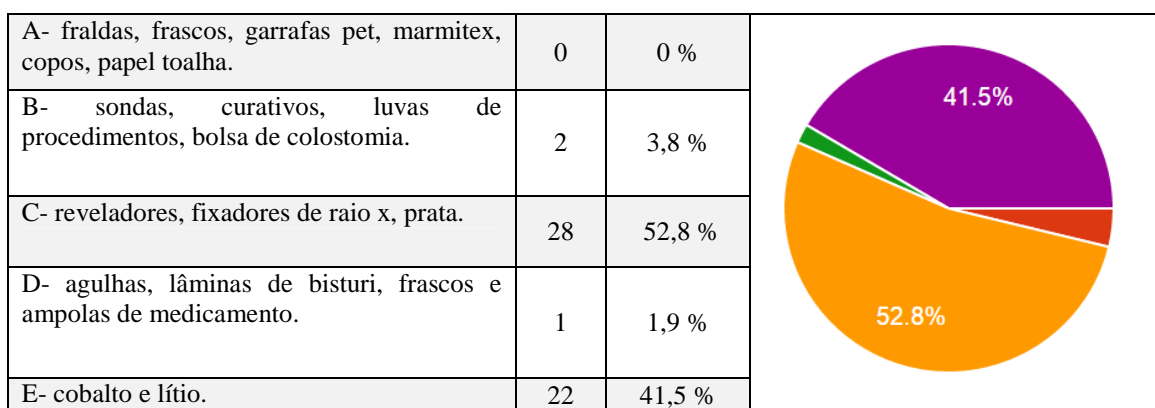 A- fraldas, frascos, garrafas pet, marmitex,
copos, papel toalha.
0
0 %
B- sondas, curativos, luvas de
procedimentos, bolsa de colostomia.
2
3,8 %
C- reveladores, fixadores de raio x, prata.
28
52,8 %
D- agulhas, lâminas de bisturi, frascos e
ampolas de medicamento.
1
1,9 %
E- cobalto e lítio.
22
41,5 %
41.5%
52.8%